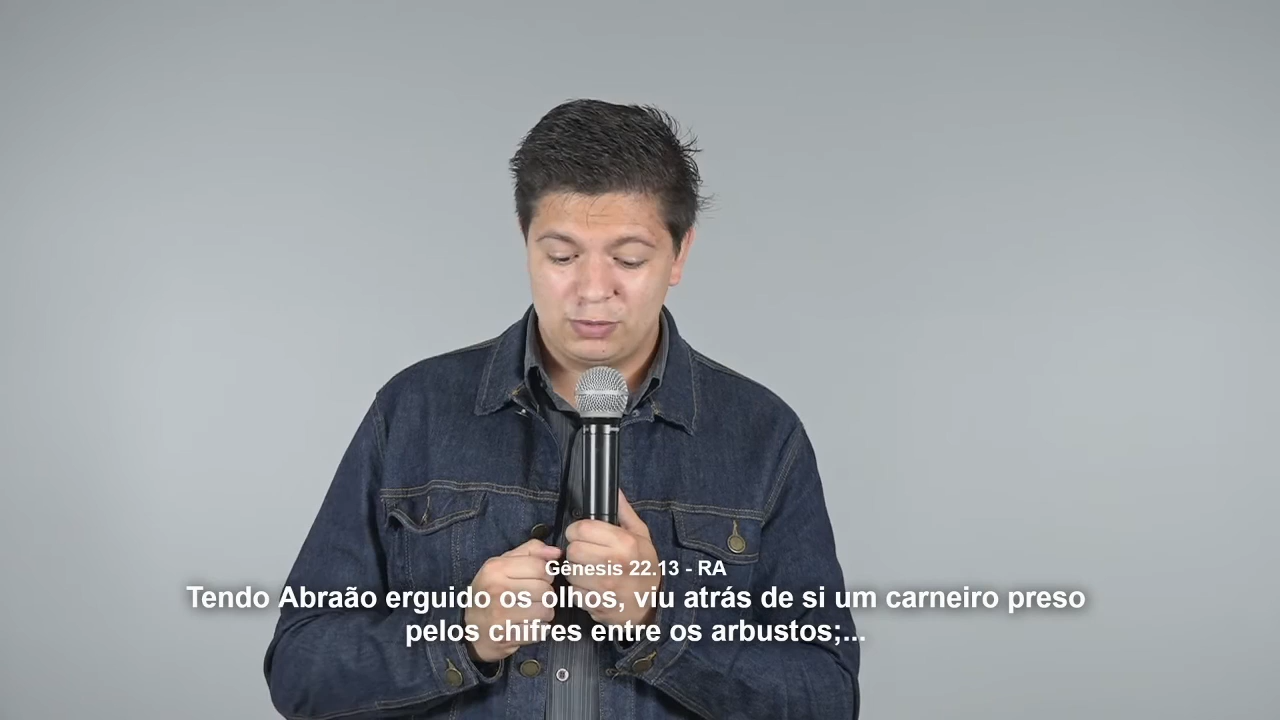 Gênesis 22.13 - RA
Tendo Abraão erguido os olhos, viu atrás de si um carneiro preso
pelos chifres entre os arbustos;...